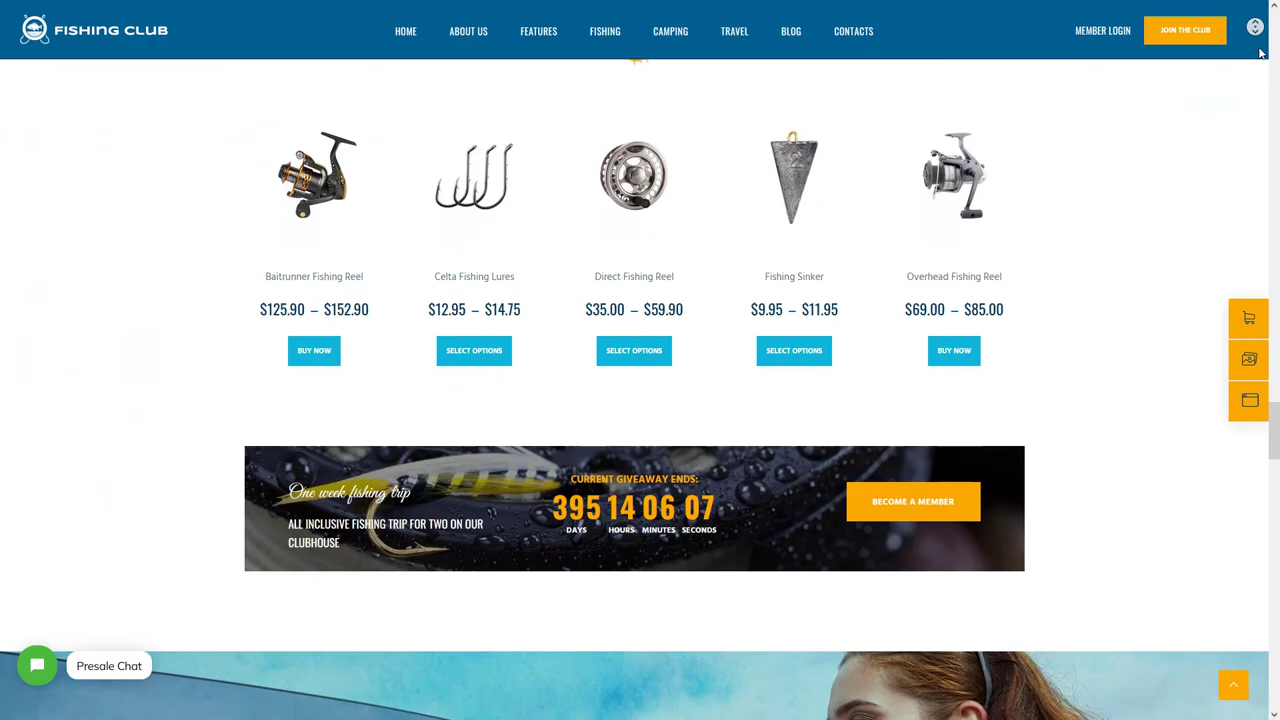 FISHING CLUB
HOME ABOUT US FEATURES FISHING CAMPING TRAVEL BLOG CONTACTS
MEMBER LOGIN JOIN THE CLUB
Baitrunner Fishing Reel Celta Fishing Lures Direct Fishing Reel Fishing Sinker Overhead Fishing Reel
$125.90 – $152.90 $12.95 – $14.75 $35.00 – $59.90 $9.95 – $11.95 $69.00 – $85.00
BUY NOW SELECT OPTIONS SELECT OPTIONS SELECT OPTIONS BUY NOW
One week fishing trip
ALL INCLUSIVE FISHING TRIP FOR TWO ON OUR
CLUBHOUSE
CURRENT GIVEAWAY ENDS:
395 14 06 07
DAYS HOURS MINUTES SECONDS
BECOME A MEMBER
Presale Chat